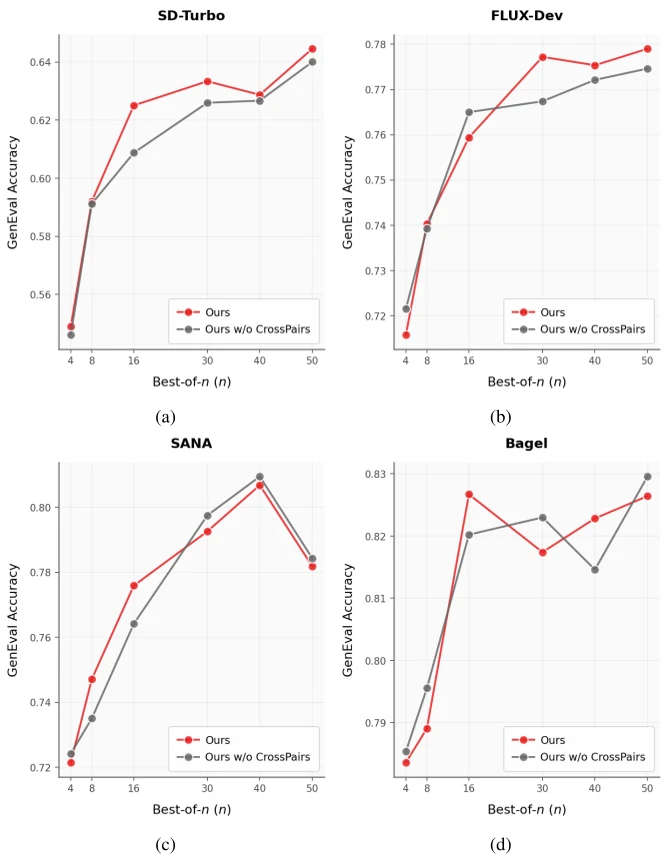 SD-Turbo
GenEval Accuracy
0.64
0.62
0.60
0.58
0.56
4 8 16 30 40 50
Best-of-n (n)
Ours
Ours w/o CrossPairs
(a)
FLUX-Dev
GenEval Accuracy
0.78
0.77
0.76
0.75
0.74
0.73
0.72
4 8 16 30 40 50
Best-of-n (n)
Ours
Ours w/o CrossPairs
(b)
SANA
GenEval Accuracy
0.80
0.78
0.76
0.74
0.72
4 8 16 30 40 50
Best-of-n (n)
Ours
Ours w/o CrossPairs
(c)
Bagel
GenEval Accuracy
0.83
0.82
0.81
0.80
0.79
4 8 16 30 40 50
Best-of-n (n)
Ours
Ours w/o CrossPairs
(d)